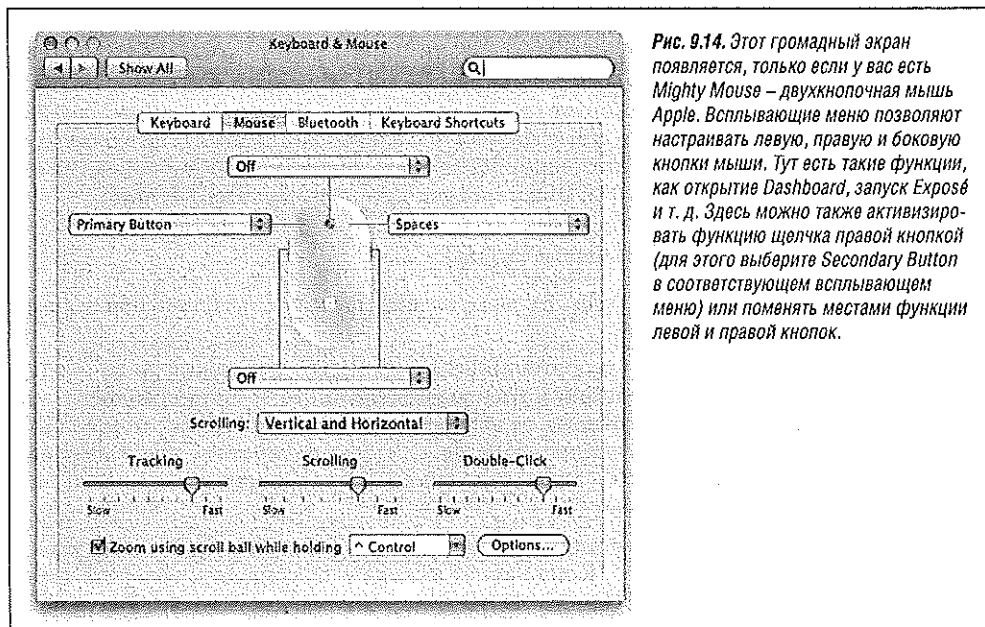 Keyboard & Mouse
Show All
Keyboard Mouse Bluetooth Keyboard Shortcuts
Off
Primary Button Spaces
Off
Scrolling: Vertical and Horizontal
Tracking Scrolling Double-Click
Slow Fast Slow Fast Slow Fast
Zoom using scroll ball while holding ^ Control Options...
Рис. 9.14. Этот громадный экран
появляется, только если у вас есть
Mighty Mouse – двухкнопочная мышь
Apple. Всплывающие меню позволяют
настраивать левую, правую и боковую
кнопки мыши. Тут есть такие функции,
как открытие Dashboard, запуск Exposé
и т. д. Здесь можно также активизиро-
вать функцию щелчка правой кнопкой
(для этого выберите Secondary Button
в соответствующем всплывающем
меню) или поменять местами функции
левой и правой кнопок.